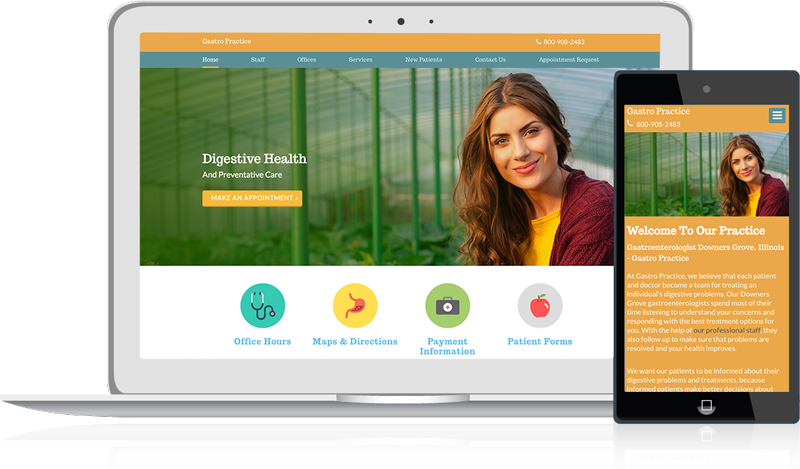 Gastro Practice
800-908-2483
Home Staff Offices Services New Patients Contact Us Appointment Request
Digestive Health
And Preventative Care
MAKE AN APPOINTMENT »
Office Hours
Maps & Directions
Payment
Information
Patient Forms
Gastro Practice
800-908-2483
Welcome To Our Practice
Gastroenterologist Downers Grove, Illinois
- Gastro Practice
At Gastro Practice, we believe that each patient
and doctor become a team for treating an
individual's digestive problems. Our Downers
Grove gastroenterologists spend most of their
time listening to understand your concerns and
responding with the best treatment options for
you. With the help of our professional staff, they
also follow up to make sure that problems are
resolved and your health improves.
We want our patients to be informed about their
digestive problems and treatments, because
informed patients make better decisions about